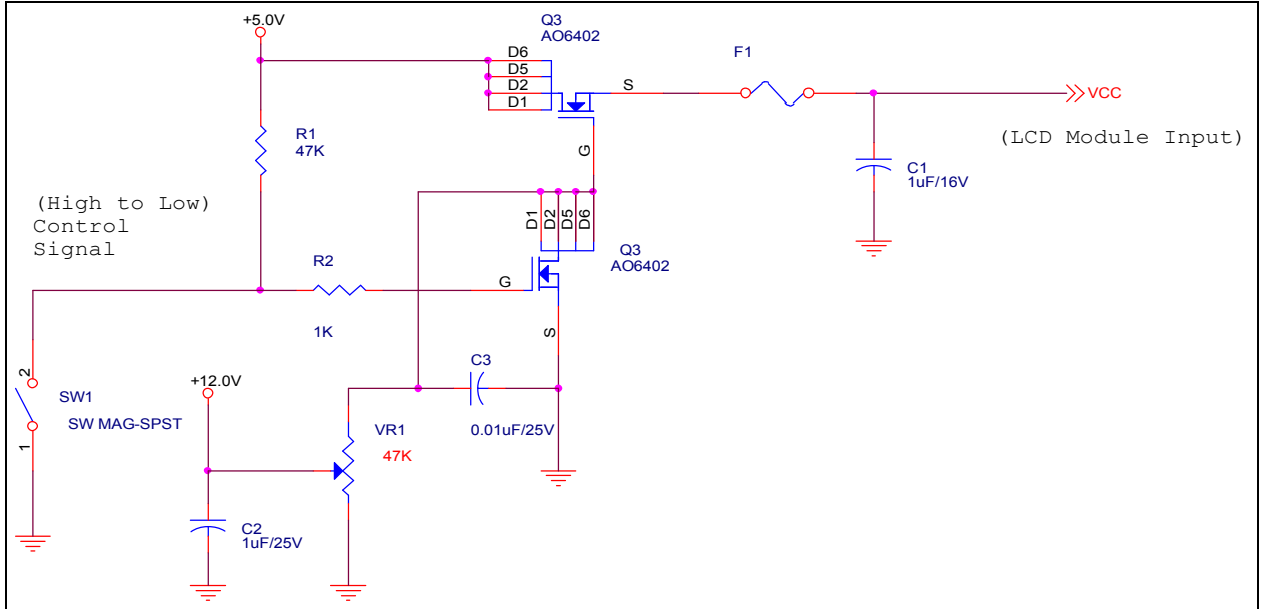 +5.0V
Q3
AO6402
D6
D5
D2
D1
S
G
F1
VCC
(LCD Module Input)
R1
47K
C1
1uF/16V
(High to Low)
Control
Signal
D1
D2
D5
D6
Q3
AO6402
R2
1K
G
S
2
1
SW1
SW MAG-SPST
+12.0V
C3
0.01uF/25V
VR1
47K
C2
1uF/25V